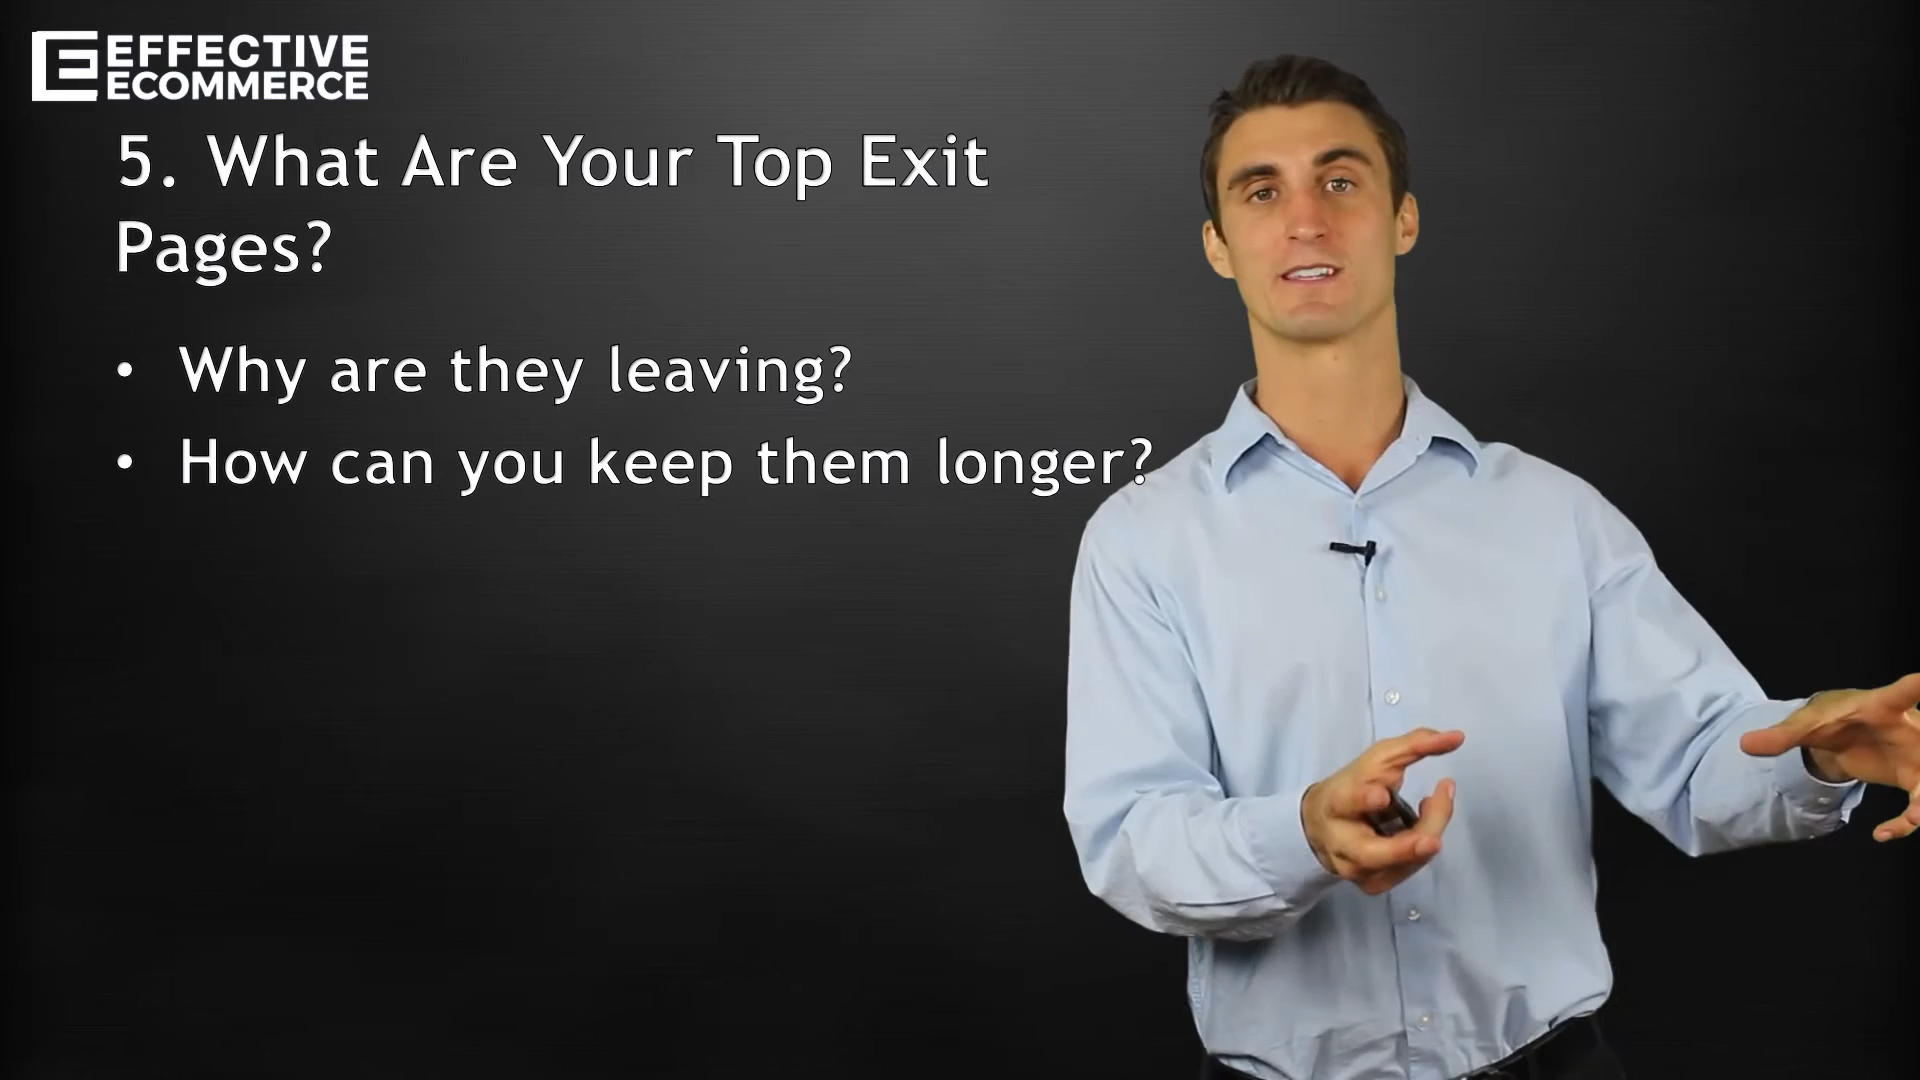 EFFECTIVE
ECOMMERCE
5. What Are Your Top Exit
Pages?
• Why are they leaving?
• How can you keep them longer?